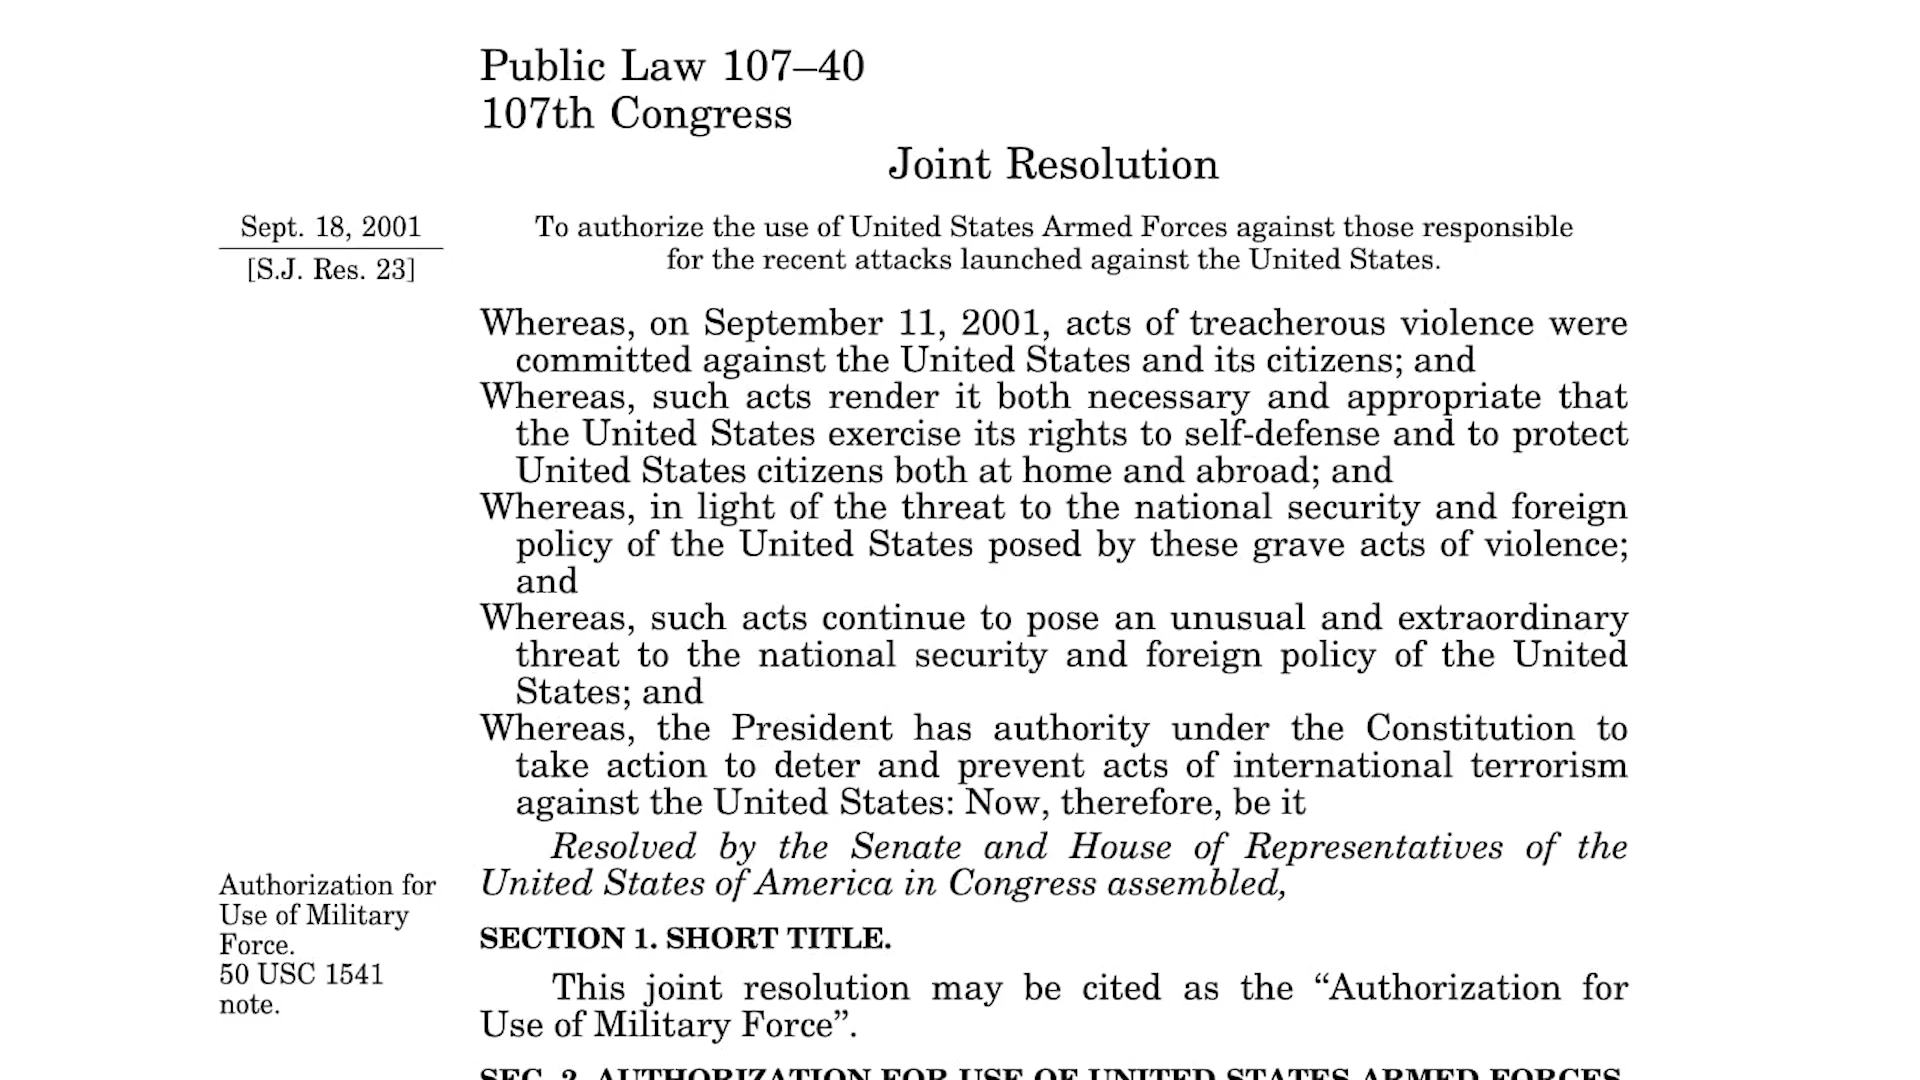 Public Law 107–40
107th Congress
Joint Resolution
Sept. 18, 2001
[S.J. Res. 23]
To authorize the use of United States Armed Forces against those responsible
for the recent attacks launched against the United States.
Whereas, on September 11, 2001, acts of treacherous violence were
committed against the United States and its citizens; and
Whereas, such acts render it both necessary and appropriate that
the United States exercise its rights to self-defense and to protect
United States citizens both at home and abroad; and
Whereas, in light of the threat to the national security and foreign
policy of the United States posed by these grave acts of violence;
and
Whereas, such acts continue to pose an unusual and extraordinary
threat to the national security and foreign policy of the United
States; and
Whereas, the President has authority under the Constitution to
take action to deter and prevent acts of international terrorism
against the United States: Now, therefore, be it
Resolved by the Senate and House of Representatives of the
United States of America in Congress assembled,
Authorization for
Use of Military
Force.
50 USC 1541
note.
SECTION 1. SHORT TITLE.
This joint resolution may be cited as the “Authorization for
Use of Military Force”.
SEC. 2. AUTHORIZATION FOR USE OF UNITED STATES ARMED FORCES.